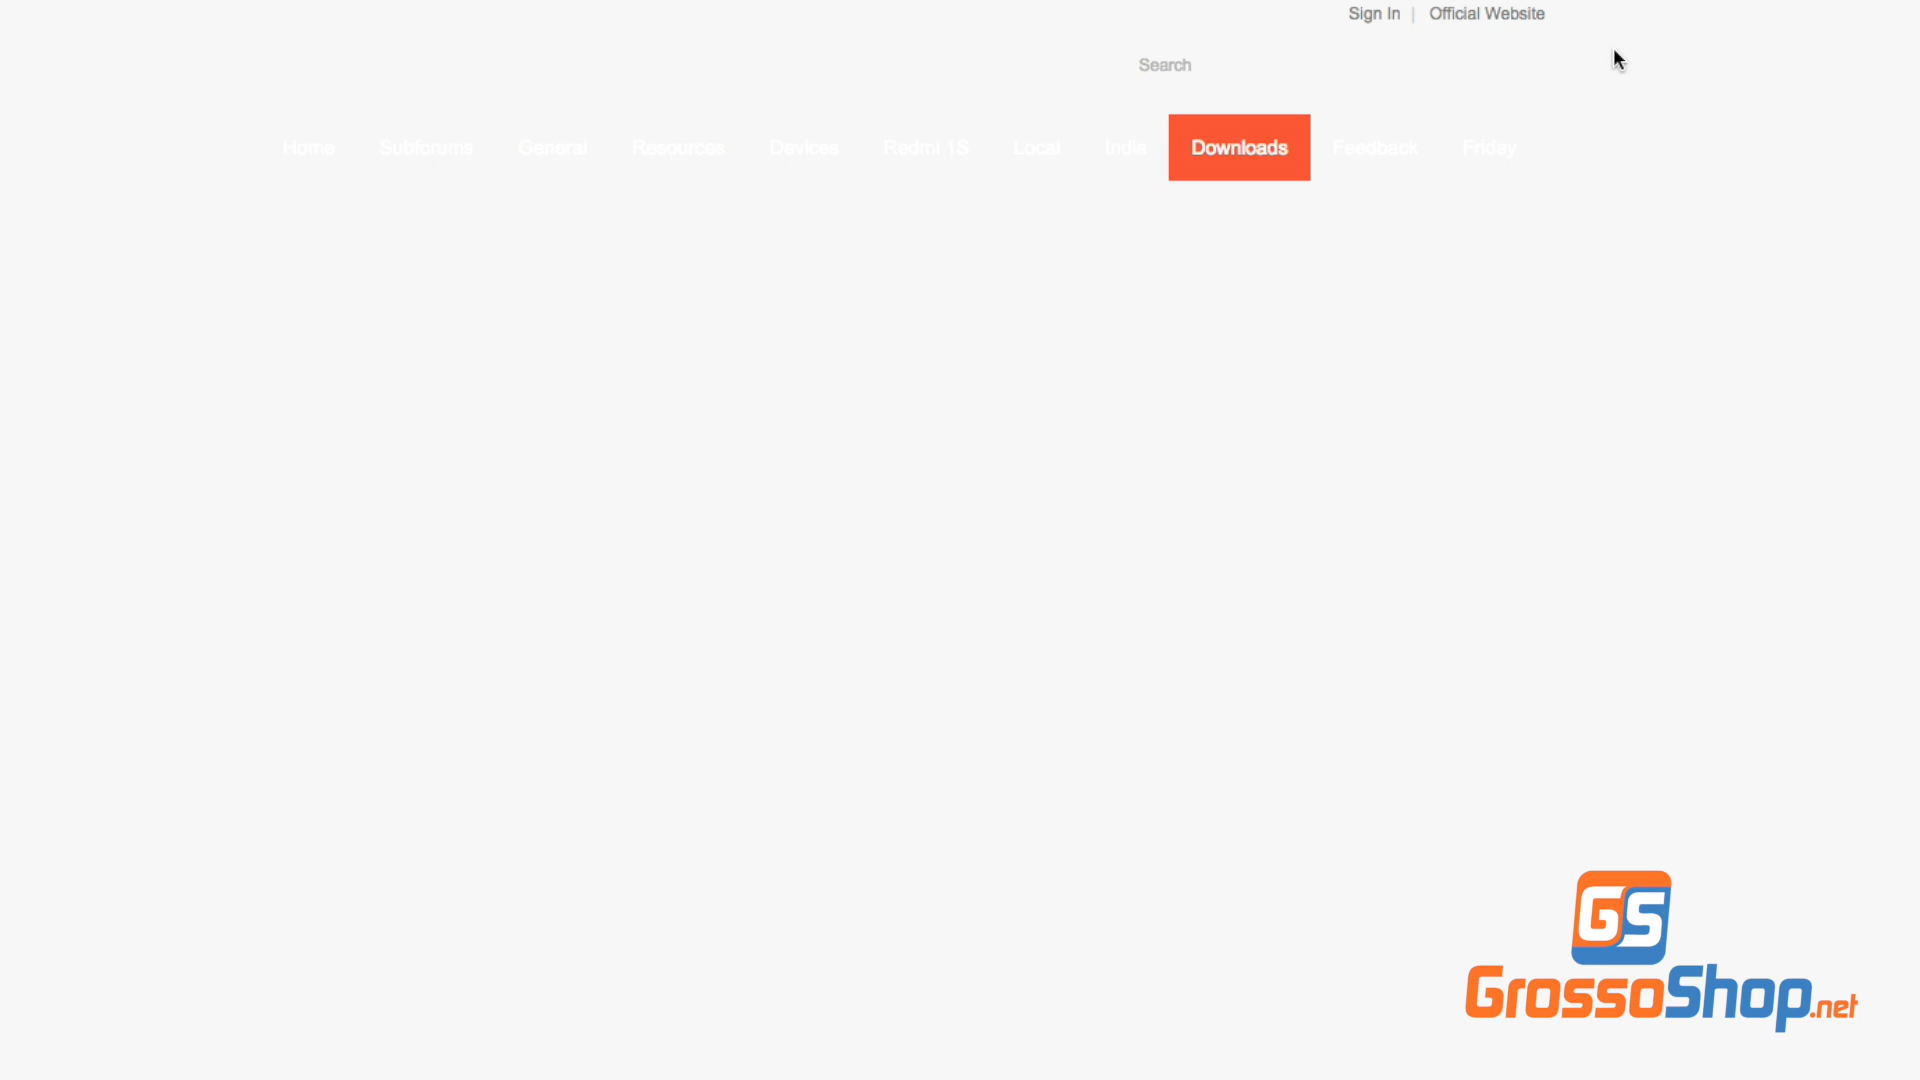 Sign In | Official Website
Search
Home Subforums General Resources Devices Redmi 1S Local India Downloads Feedback Friday
GS
GrossoShop.net